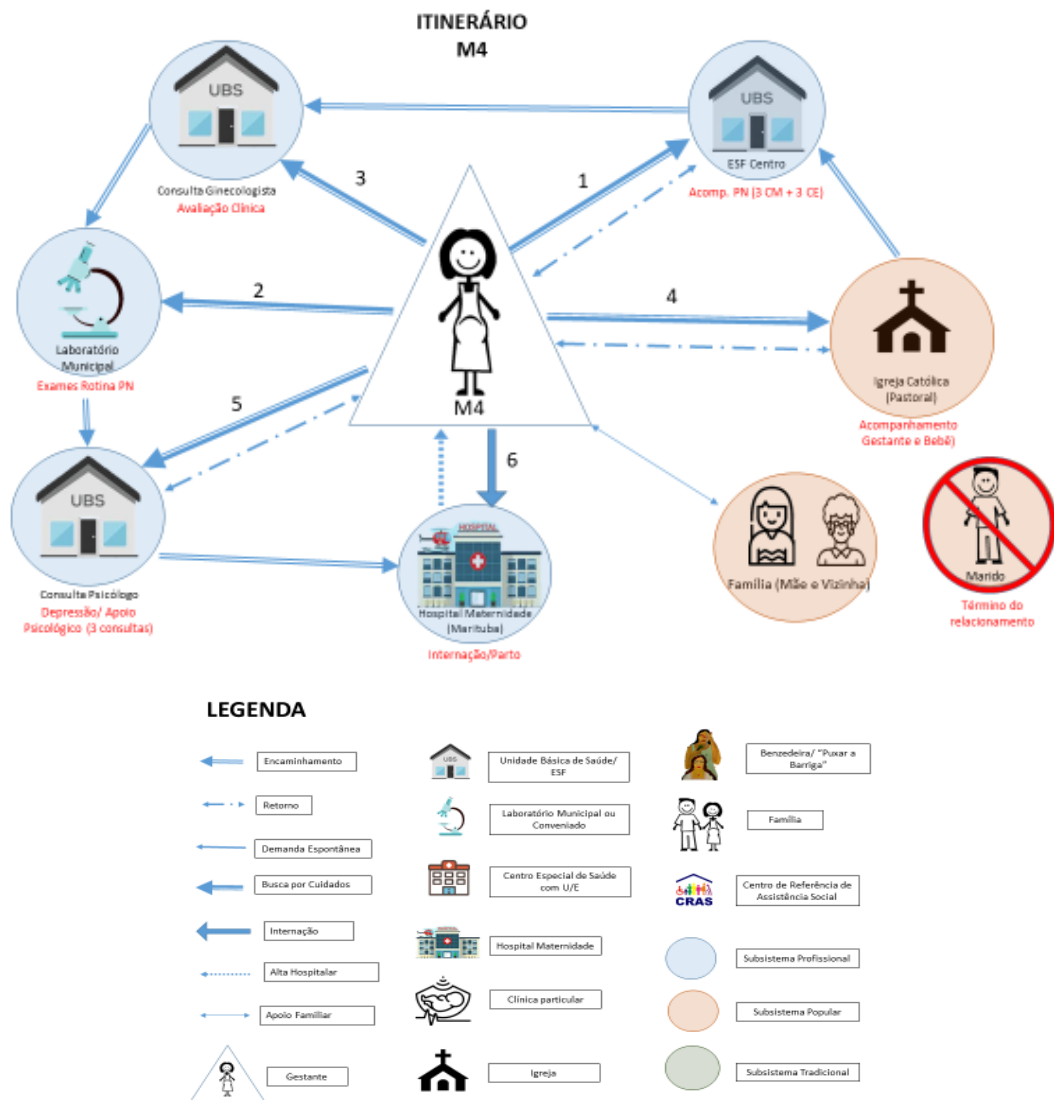 ITINERÁRIO
M4
UBS
Consulta Ginecologista
Avaliação Clínica
UBS
ESF Centro
Acomp. PN (3 CM + 3 CE)
3
1
2
4
5
6
Laboratório
Municipal
Exames Rotina PN
M4
Igreja Católica
(Pastoral)
Acompanhamento
Gestante e Bebê)
UBS
Consulta Psicólogo
Depressão/ Apoio
Psicológico (3 consultas)
HOSPITAL
Hospital Maternidade
(Marituba)
Internação/Parto
Família (Mãe e Vizinha)
Marido
Término do
relacionamento
LEGENDA
Encaminhamento
Retorno
Demanda Espontânea
Busca por Cuidados
Internação
Alta Hospitalar
Apoio Familiar
Gestante
UBS
Unidade Básica de Saúde/
ESF
Laboratório Municipal ou
Conveniado
Centro Especial de Saúde
com U/E
Hospital Maternidade
Clínica particular
Igreja
Benzedeira/ "Puxar a
Barriga"
Família
CRAS
Centro de Referência de
Assistência Social
Subsistema Profissional
Subsistema Popular
Subsistema Tradicional